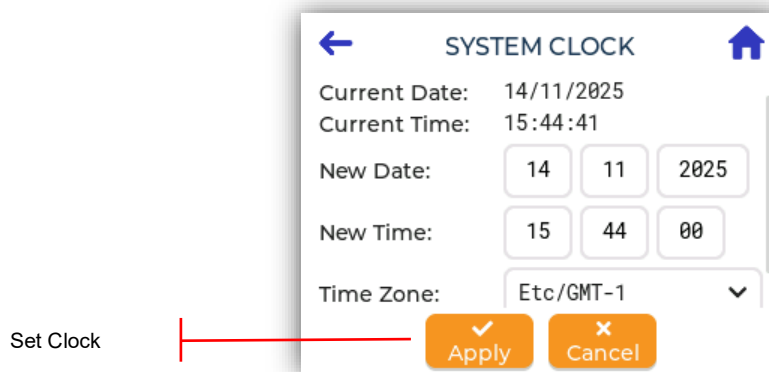 SYSTEM CLOCK
Current Date: 14/11/2025
Current Time: 15:44:41
New Date: 14 11 2025
New Time: 15 44 00
Time Zone: Etc/GMT-1
Set Clock
Apply Cancel